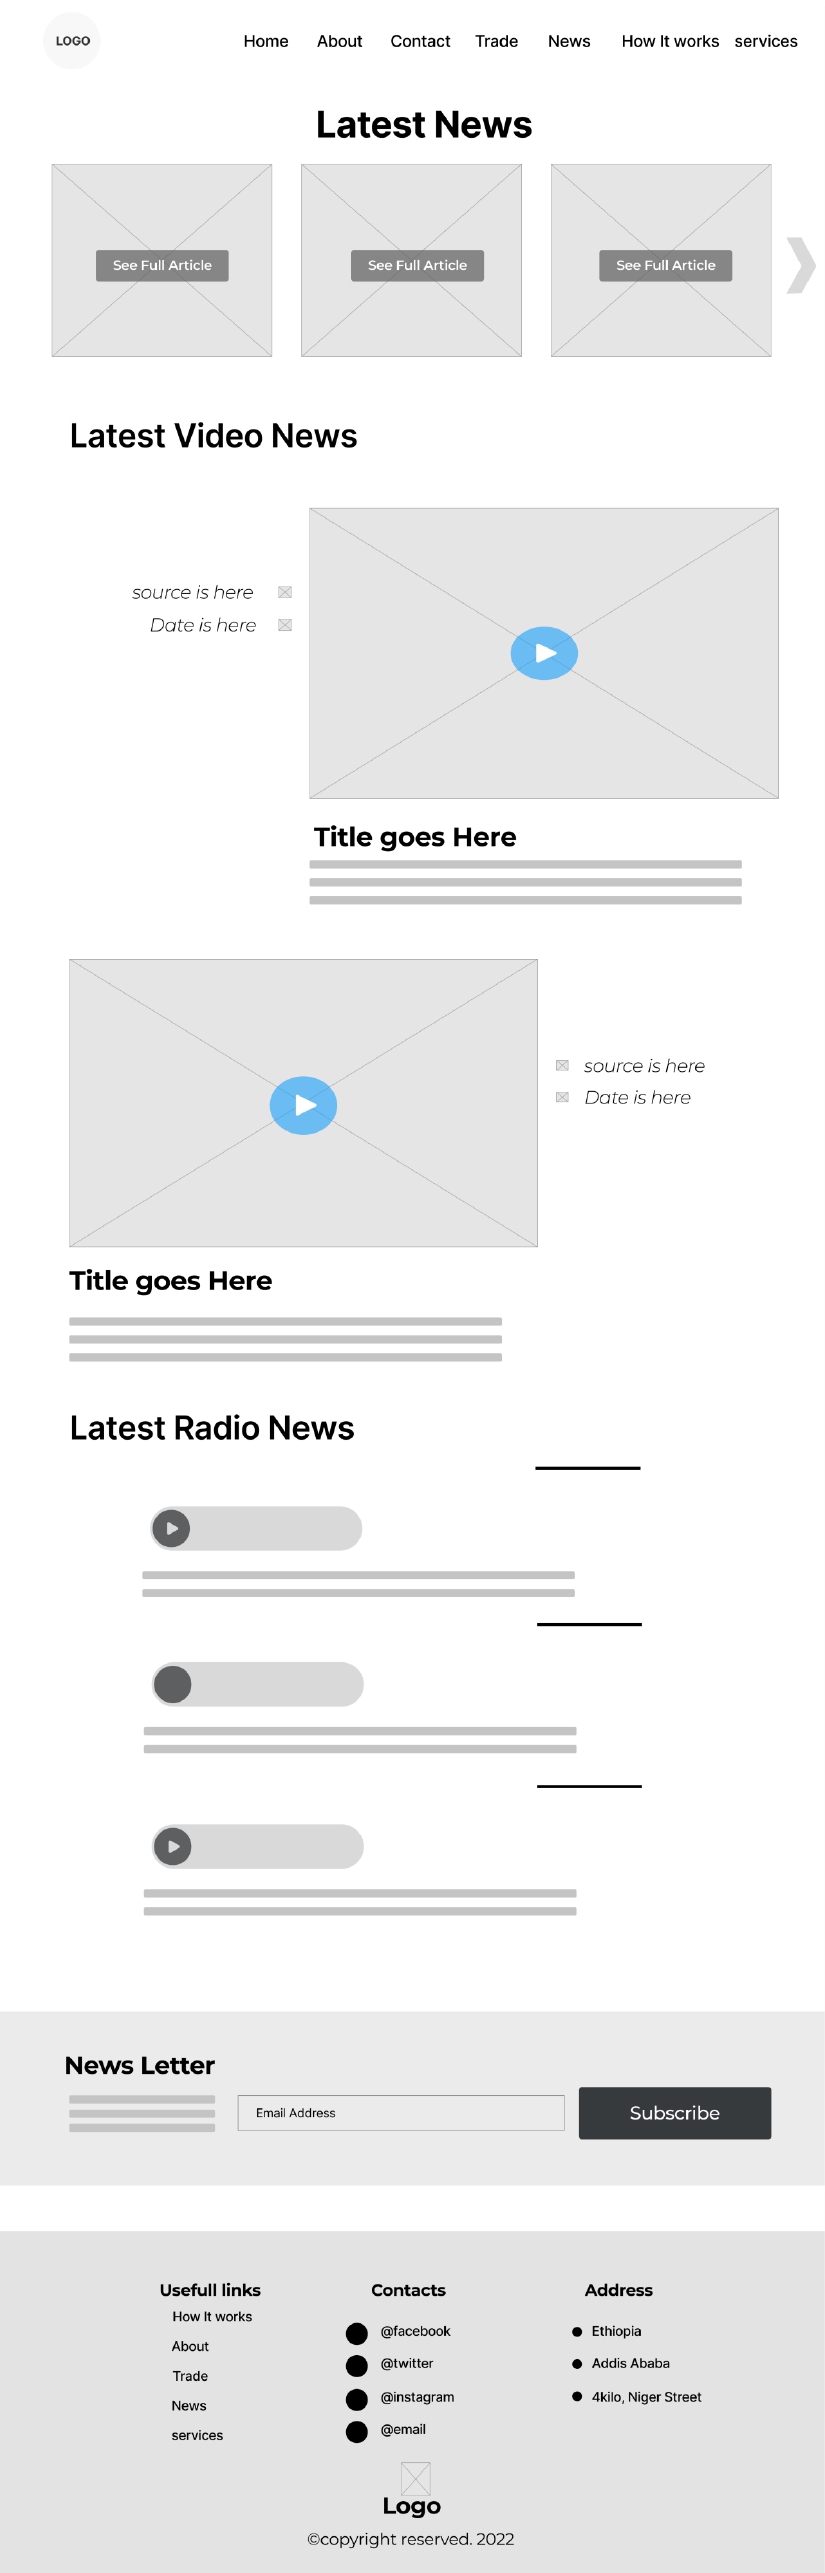 LOGO
Home About Contact Trade News How It works services
Latest News
See Full Article See Full Article See Full Article
Latest Video News
source is here
Date is here
Title goes Here
source is here
Date is here
Title goes Here
Latest Radio News
News Letter
Email Address
Subscribe
Usefull links
How It works
About
Trade
News
services
Contacts
@facebook
@twitter
@instagram
@email
Address
Ethiopia
Addis Ababa
4kilo, Niger Street
Logo
©copyright reserved. 2022